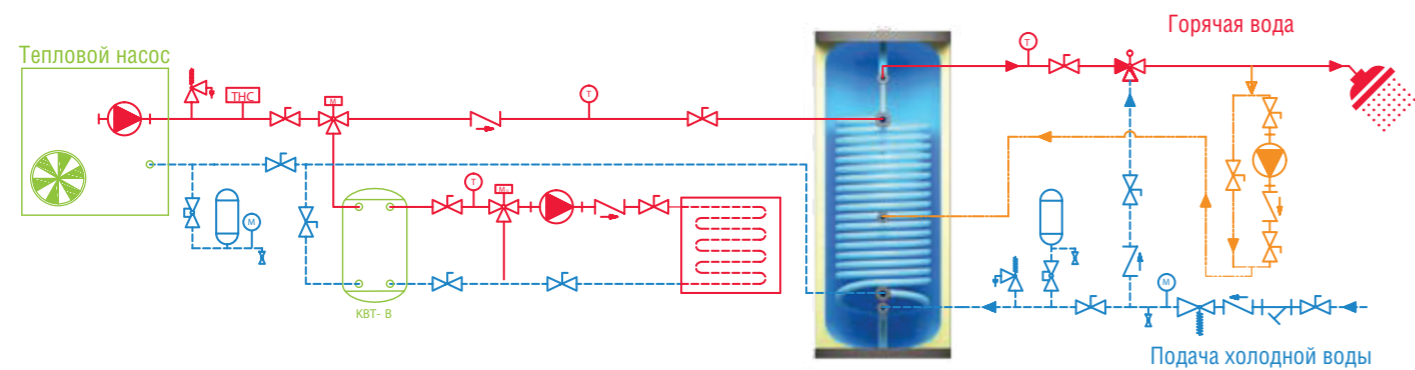 Горячая вода
Тепловой насос
T
ТНС
M
T
T
M
M
M
M
КВТ- В
Подача холодной воды